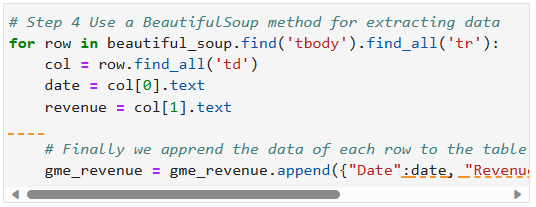 # Step 4 Use a BeautifulSoup method for extracting data
for row in beautiful_soup.find('tbody').find_all('tr'):
    col = row.find_all('td')
    date = col[0].text
    revenue = col[1].text
    # Finally we apprend the data of each row to the table
    gme_revenue = gme_revenue.append({"Date":date, "Revenu